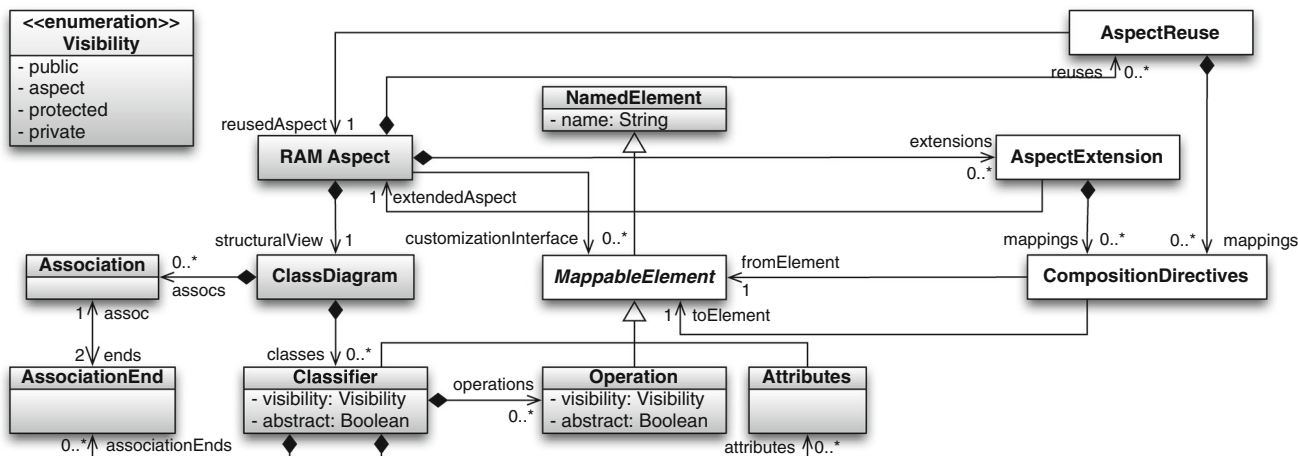 <<enumeration>>
Visibility
- public
- aspect
- protected
- private
AspectReuse
reuses 0..*
NamedElement
- name: String
reusedAspect 1
RAM Aspect
extensions
0..*
AspectExtension
1 extendedAspect
structuralView 1
customizationInterface 0..*
mappings 0..*
0..* mappings
Association
0..*
assocs
ClassDiagram
MappableElement
fromElement
1
CompositionDirectives
1 assoc
1 toElement
2 ends
classes 0..*
AssociationEnd
Classifier
- visibility: Visibility
- abstract: Boolean
operations
0..*
Operation
- visibility: Visibility
- abstract: Boolean
Attributes
0..* associationEnds
attributes 0..*